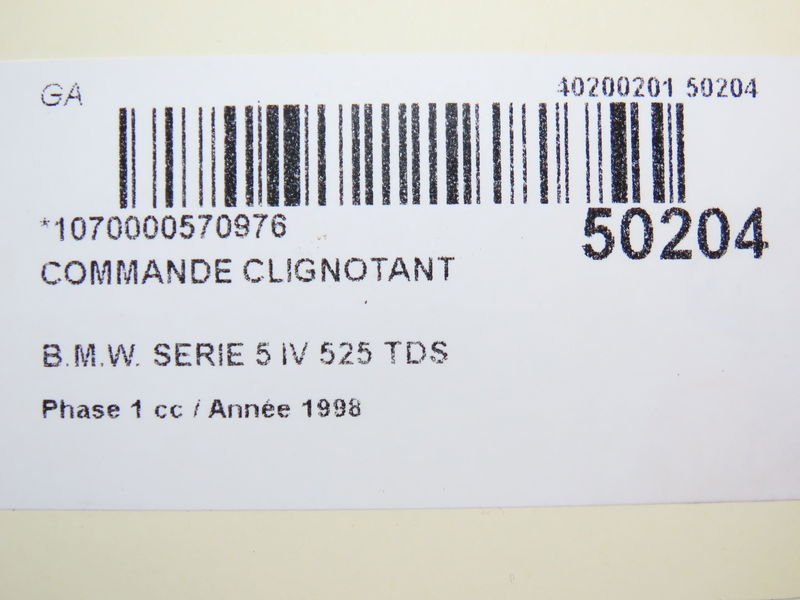 GA
40200201 50204
*1070000570976
50204
COMMANDE CLIGNOTANT
B.M.W. SERIE 5 IV 525 TDS
Phase 1 cc / Année 1998